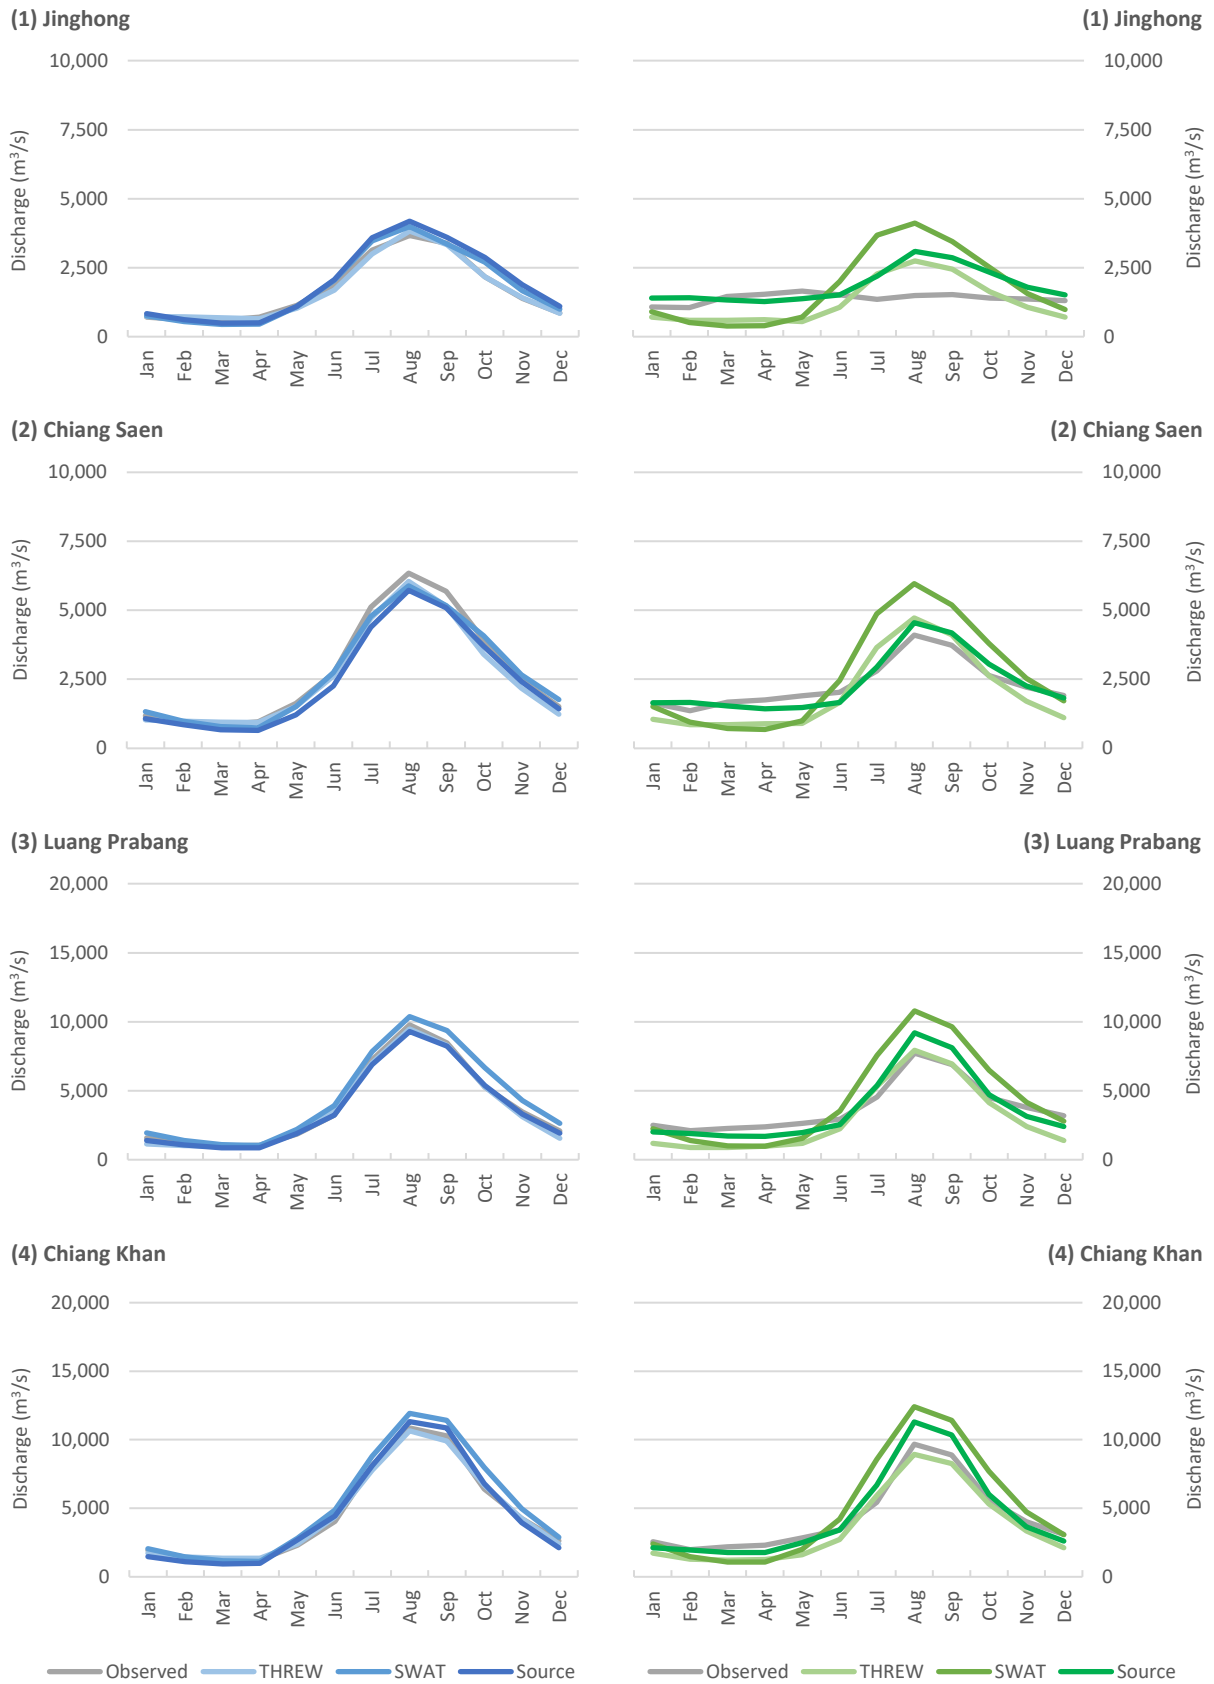 (1) Jinghong
(1) Jinghong
10,000
7,500
5,000
2,500
0
Discharge (m³/s)
Jan Feb Mar Apr May Jun Jul Aug Sep Oct Nov Dec
10,000
7,500
5,000
2,500
0
Discharge (m³/s)
Jan Feb Mar Apr May Jun Jul Aug Sep Oct Nov Dec
(2) Chiang Saen
(2) Chiang Saen
10,000
7,500
5,000
2,500
0
Discharge (m³/s)
Jan Feb Mar Apr May Jun Jul Aug Sep Oct Nov Dec
10,000
7,500
5,000
2,500
0
Discharge (m³/s)
Jan Feb Mar Apr May Jun Jul Aug Sep Oct Nov Dec
(3) Luang Prabang
(3) Luang Prabang
20,000
15,000
10,000
5,000
0
Discharge (m³/s)
Jan Feb Mar Apr May Jun Jul Aug Sep Oct Nov Dec
20,000
15,000
10,000
5,000
0
Discharge (m³/s)
Jan Feb Mar Apr May Jun Jul Aug Sep Oct Nov Dec
(4) Chiang Khan
(4) Chiang Khan
20,000
15,000
10,000
5,000
0
Discharge (m³/s)
Jan Feb Mar Apr May Jun Jul Aug Sep Oct Nov Dec
20,000
15,000
10,000
5,000
0
Discharge (m³/s)
Jan Feb Mar Apr May Jun Jul Aug Sep Oct Nov Dec
Observed THREW SWAT Source
Observed THREW SWAT Source